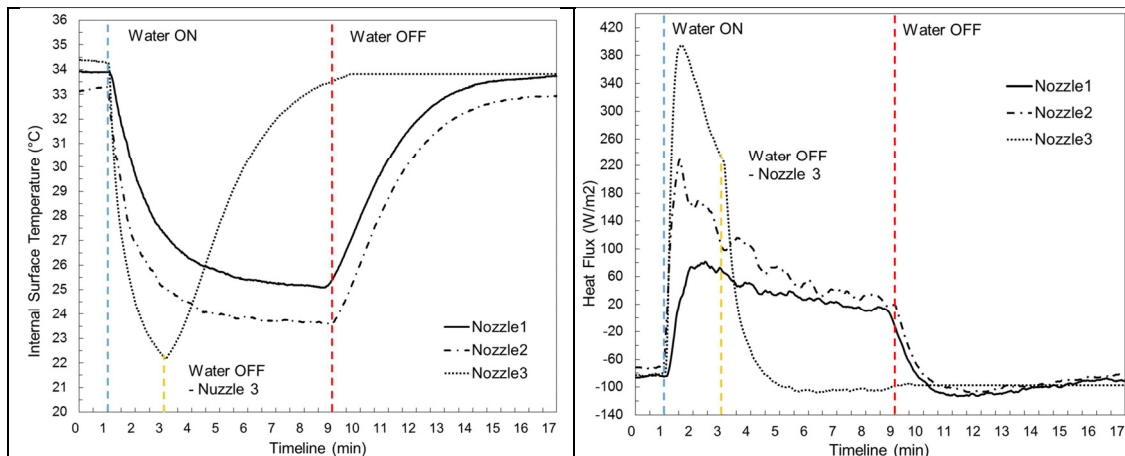 36
35
34
33
32
31
30
29
28
27
26
25
24
23
22
21
20
Internal Surface Temperature (°C)
Water ON
Water OFF
Nozzle1
Nozzle2
Nozzle3
Water OFF
- Nuzzle 3
0 1 2 3 4 5 6 7 8 9 10 11 12 13 14 15 16 17
Timeline (min)
420
380
340
300
260
220
180
140
100
60
20
-20
-60
-100
-140
Heat Flux (W/m2)
Water ON
Water OFF
Nozzle1
Nozzle2
Nozzle3
Water OFF
- Nozzle 3
0 1 2 3 4 5 6 7 8 9 10 11 12 13 14 15 16 17
Timeline (min)